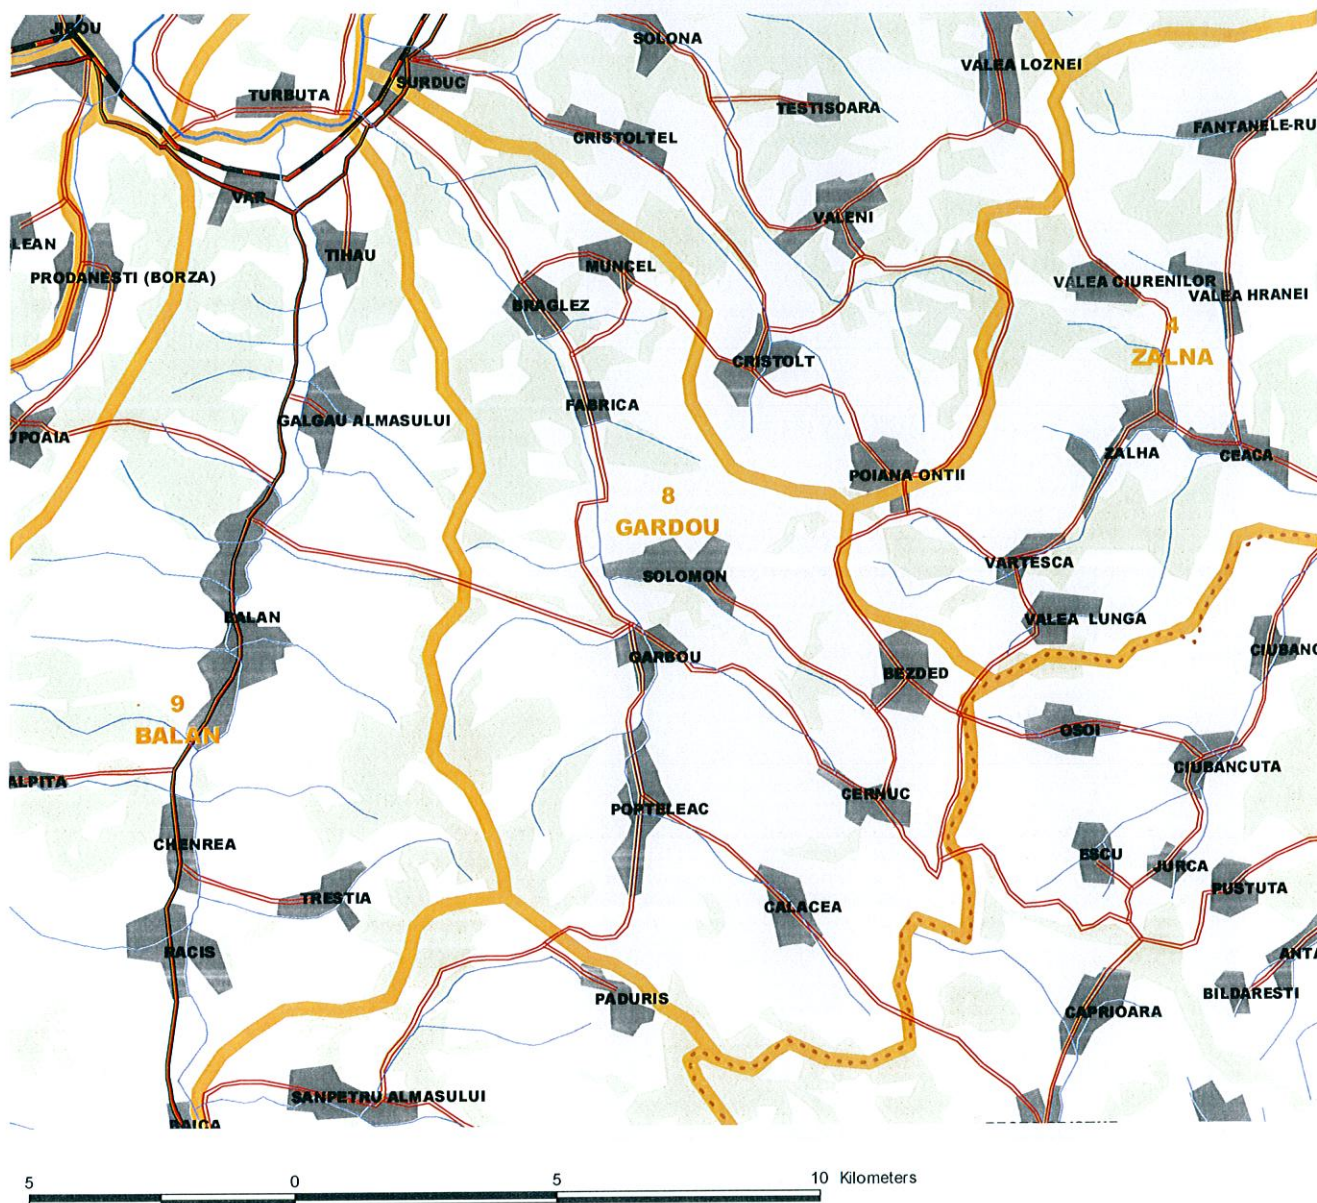 JIBOU
SOLONA
VALEA LOZNEI
SURDUC
TURBUTA
TESTISOARA
FANTANELE-RU
CRISTOLTEL
VAR
VALENI
LEAN
TIHAU
PRODANESTI (BORZA)
MUNCEL
VALEA CIURENILOR
VALEA HRANEI
BRAGLEZ
4
ZALNA
CRISTOLT
FABRICA
GALGAU ALMASULUI
UPOAIA
ZALHA
CEACA
POIANA ONTII
8
GARDOU
VARTESCA
SOLOMON
BALAN
VALEA LUNGA
CIUBANC
GARBOU
BEZDED
9
BALAN
OSOI
CIUBANCUTA
ALPITA
CERNUC
POPTELEAC
CHENREA
ESCU
JURCA
PUSTUTA
TRESTIA
CALACEA
RACIS
ANTA
BILDARESTI
PADURIS
CAPRIOARA
SANPETRU ALMASULUI
BAICA
5 0 5 10 Kilometers